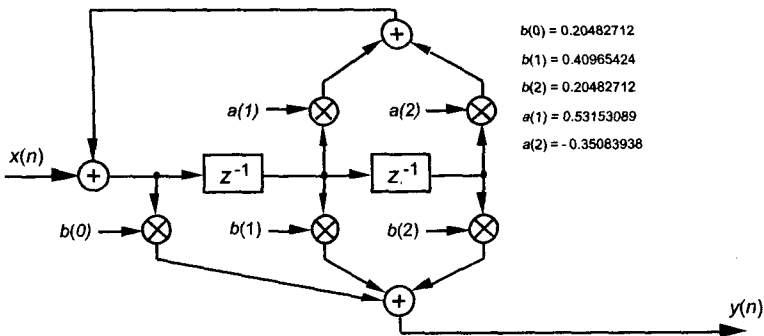 b(0) = 0.20482712
b(1) = 0.40965424
b(2) = 0.20482712
a(1) = 0.53153089
a(2) = -0.35083938
+
a(1)
a(2)
x(n)
+
z⁻¹
z⁻¹
b(0)
b(1)
b(2)
+
y(n)